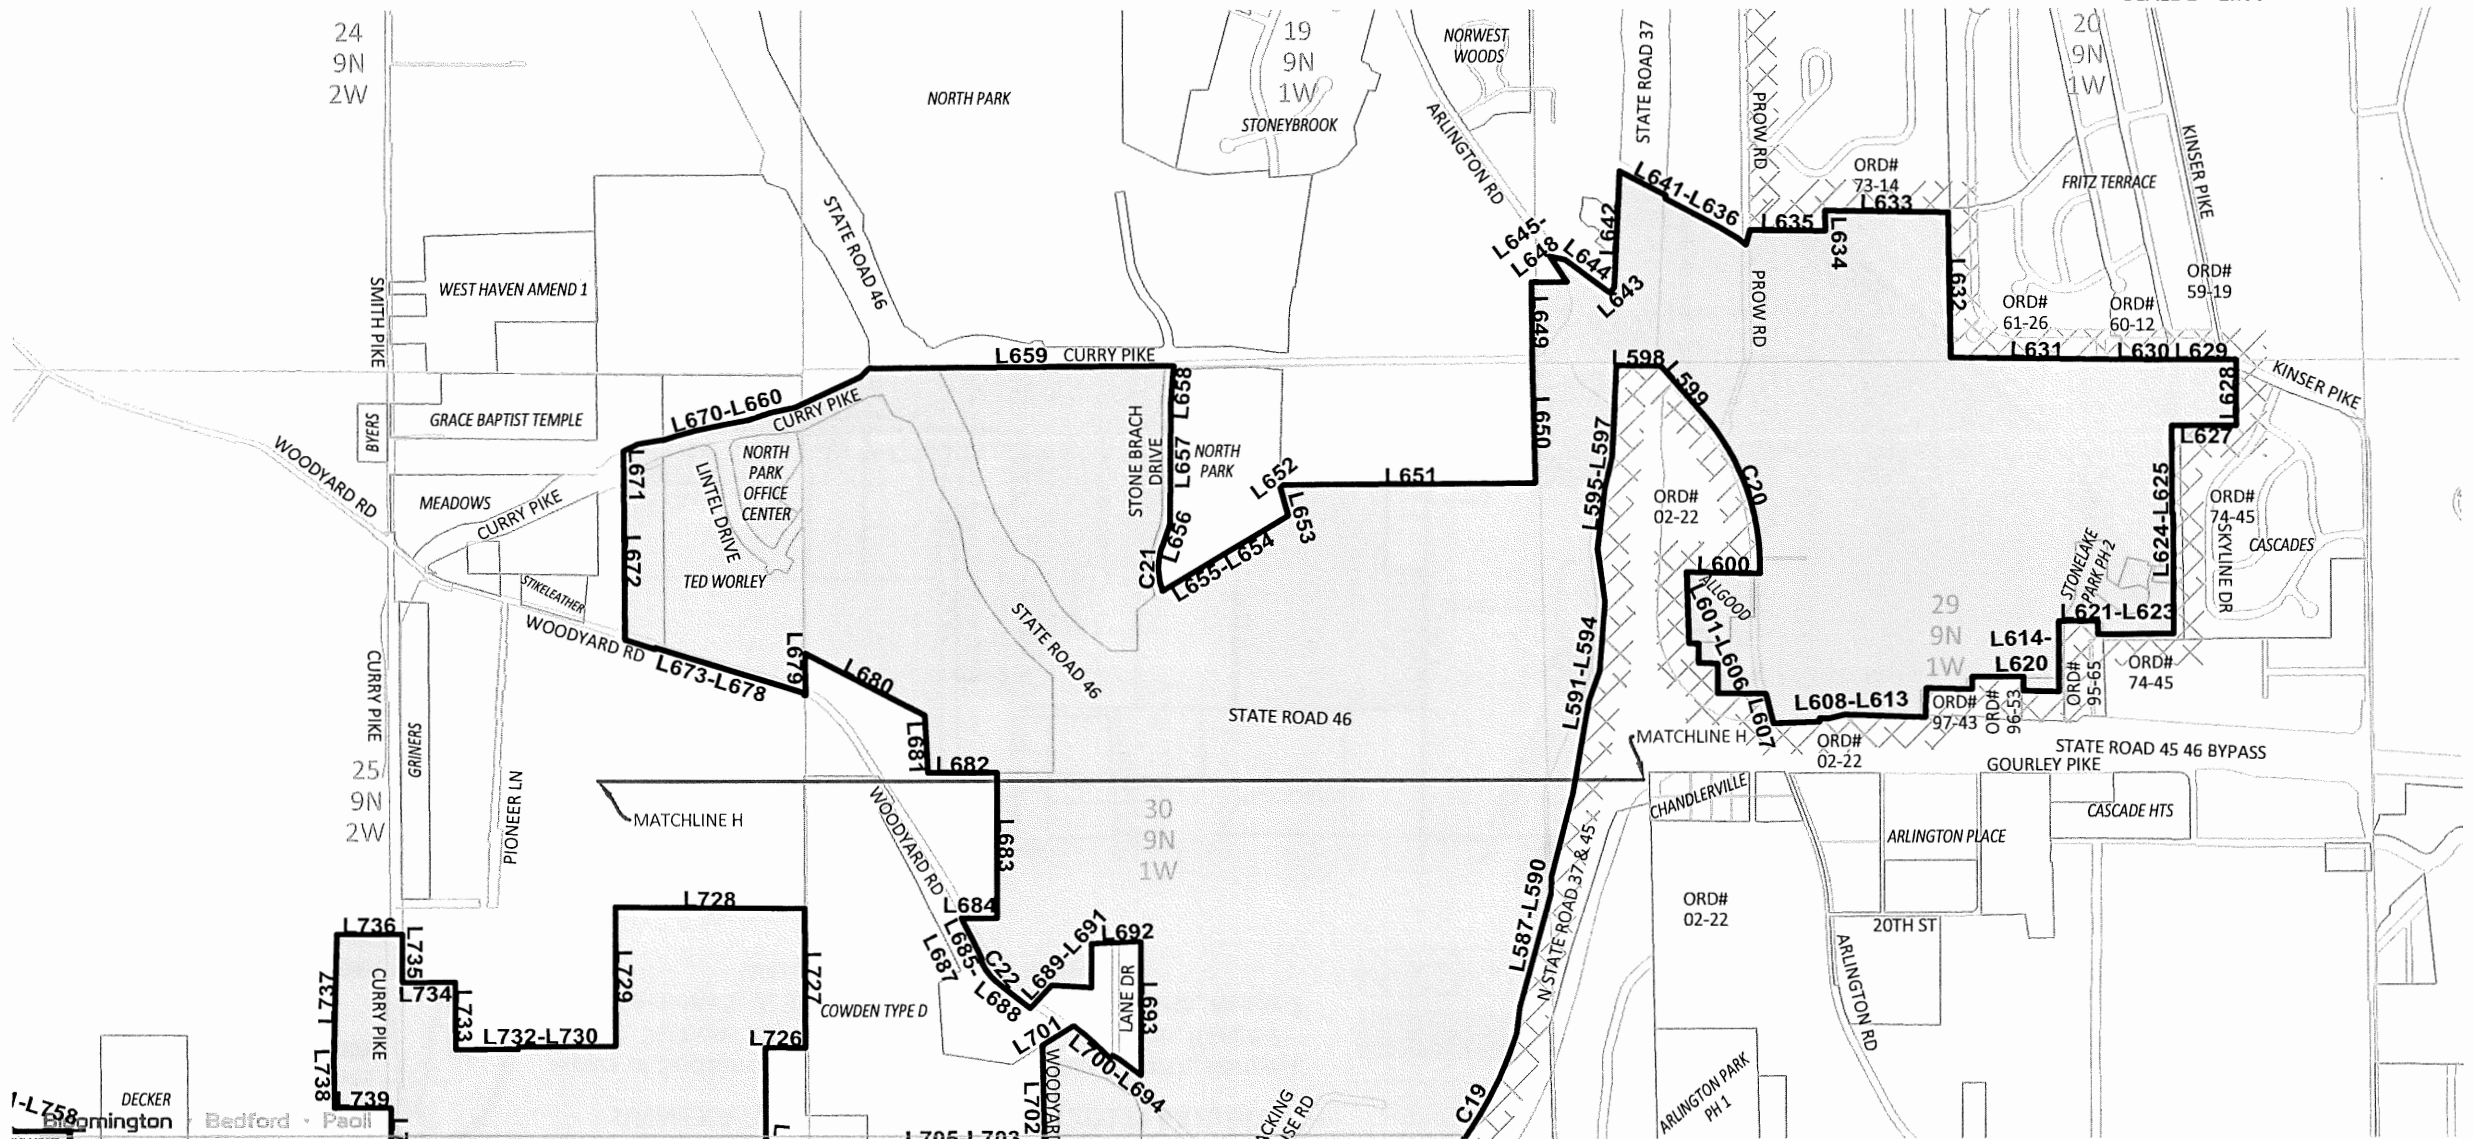 24
9N
2W
NORTH PARK
19
9N
1W
STONEYBROOK
NORWEST
WOODS
ARLINGTON RD
STATE ROAD 37
PROW RD
20
9N
1W
KINSER PIKE
ORD#
73-14
FRITZ TERRACE
L641-L636
L635
L633
L634
L632
L642
L645-
L648
L644
L643
L649
L650
STATE ROAD 46
SMITH PIKE
WEST HAVEN AMEND 1
PROW RD
ORD#
61-26
ORD#
60-12
ORD#
59-19
L631
L630
L629
L628
L627
KINSER PIKE
L659
CURRY PIKE
L658
L657
L656
C21
STONE BRACH
DRIVE
NORTH
PARK
L652
L651
L653
L655-L654
L598
L599
C20
L595-L597
ORD#
02-22
L670-L660
CURRY PIKE
BYERS
GRACE BAPTIST TEMPLE
WOODYARD RD
MEADOWS
CURRY PIKE
L671
L672
LINTEL DRIVE
NORTH
PARK
OFFICE
CENTER
TED WORLEY
STIKELEATHER
WOODYARD RD
L673-L678
L679
L680
L681
L682
STATE ROAD 46
STATE ROAD 46
L591-L594
L600
ALLGOOD
L601-L606
L607
L608-L613
L614-
L620
L621-L623
L624-L625
STONELAKE
PARK PH 2
ORD#
74-45
SKYLINE DR
CASCADES
29
9N
1W
ORD#
97-43
ORD#
96-53
ORD#
95-65
ORD#
74-45
ORD#
02-22
MATCHLINE H
STATE ROAD 45 46 BYPASS
GOURLEY PIKE
CURRY PIKE
GRINERS
25
9N
2W
PIONEER LN
MATCHLINE H
WOODYARD RD
L683
30
9N
1W
CHANDLERVILLE
ARLINGTON PLACE
CASCADE HTS
N STATE ROAD 37 & 45
L587-L590
ORD#
02-22
20TH ST
ARLINGTON RD
L684
L685-
L687
C22
L688
L689-L691
L692
LANE DR
L693
L728
L729
L727
L726
COWDEN TYPE D
L736
L735
L734
L733
L732-L730
L737
L738
L739
CURRY PIKE
L701
L700-L694
L702
C19
ARLINGTON PARK
PH 1
DECKER
Bloomington · Bedford · Paoli